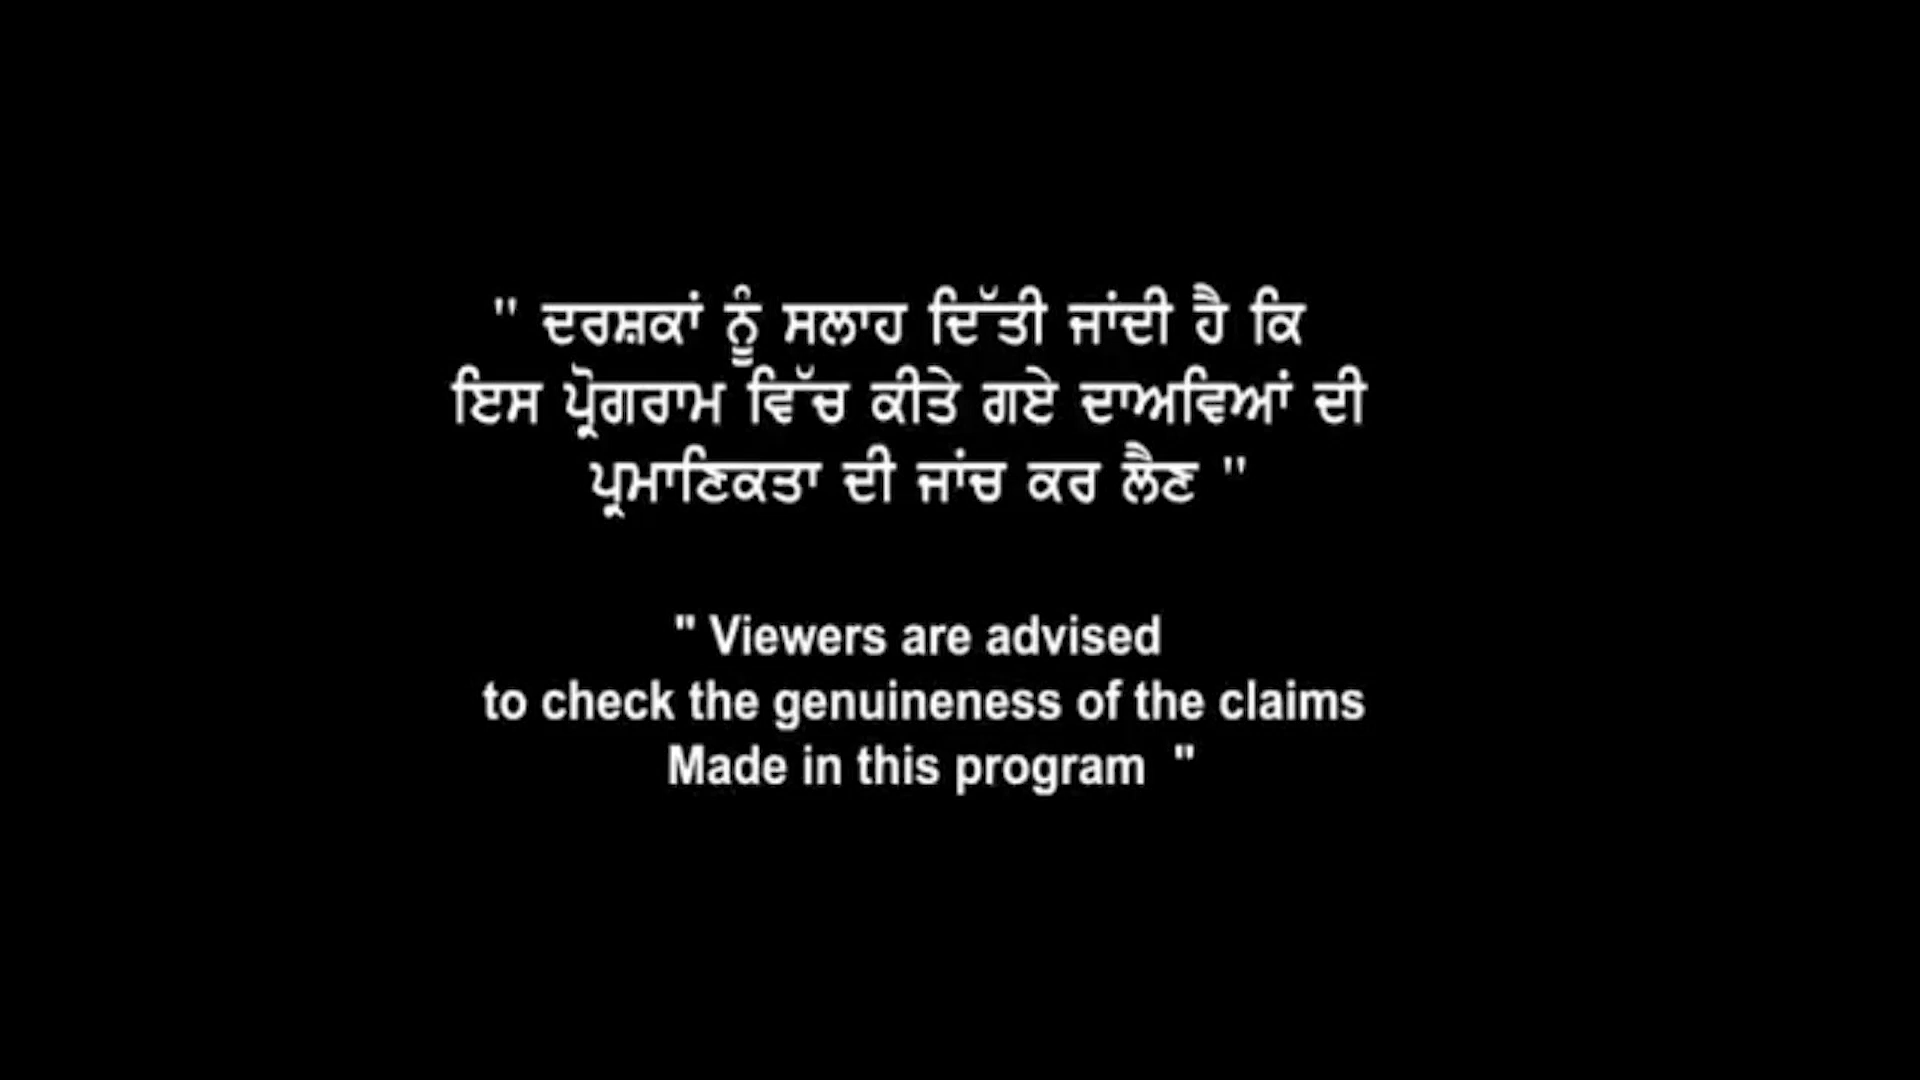 " ਦਰਸ਼ਕਾਂ ਨੂੰ ਸਲਾਹ ਦਿੱਤੀ ਜਾਂਦੀ ਹੈ ਕਿ
ਇਸ ਪ੍ਰੋਗਰਾਮ ਵਿੱਚ ਕੀਤੇ ਗਏ ਦਾਅਵਿਆਂ ਦੀ
ਪ੍ਰਮਾਣਿਕਤਾ ਦੀ ਜਾਂਚ ਕਰ ਲੈਣ "
" Viewers are advised
to check the genuineness of the claims
Made in this program "